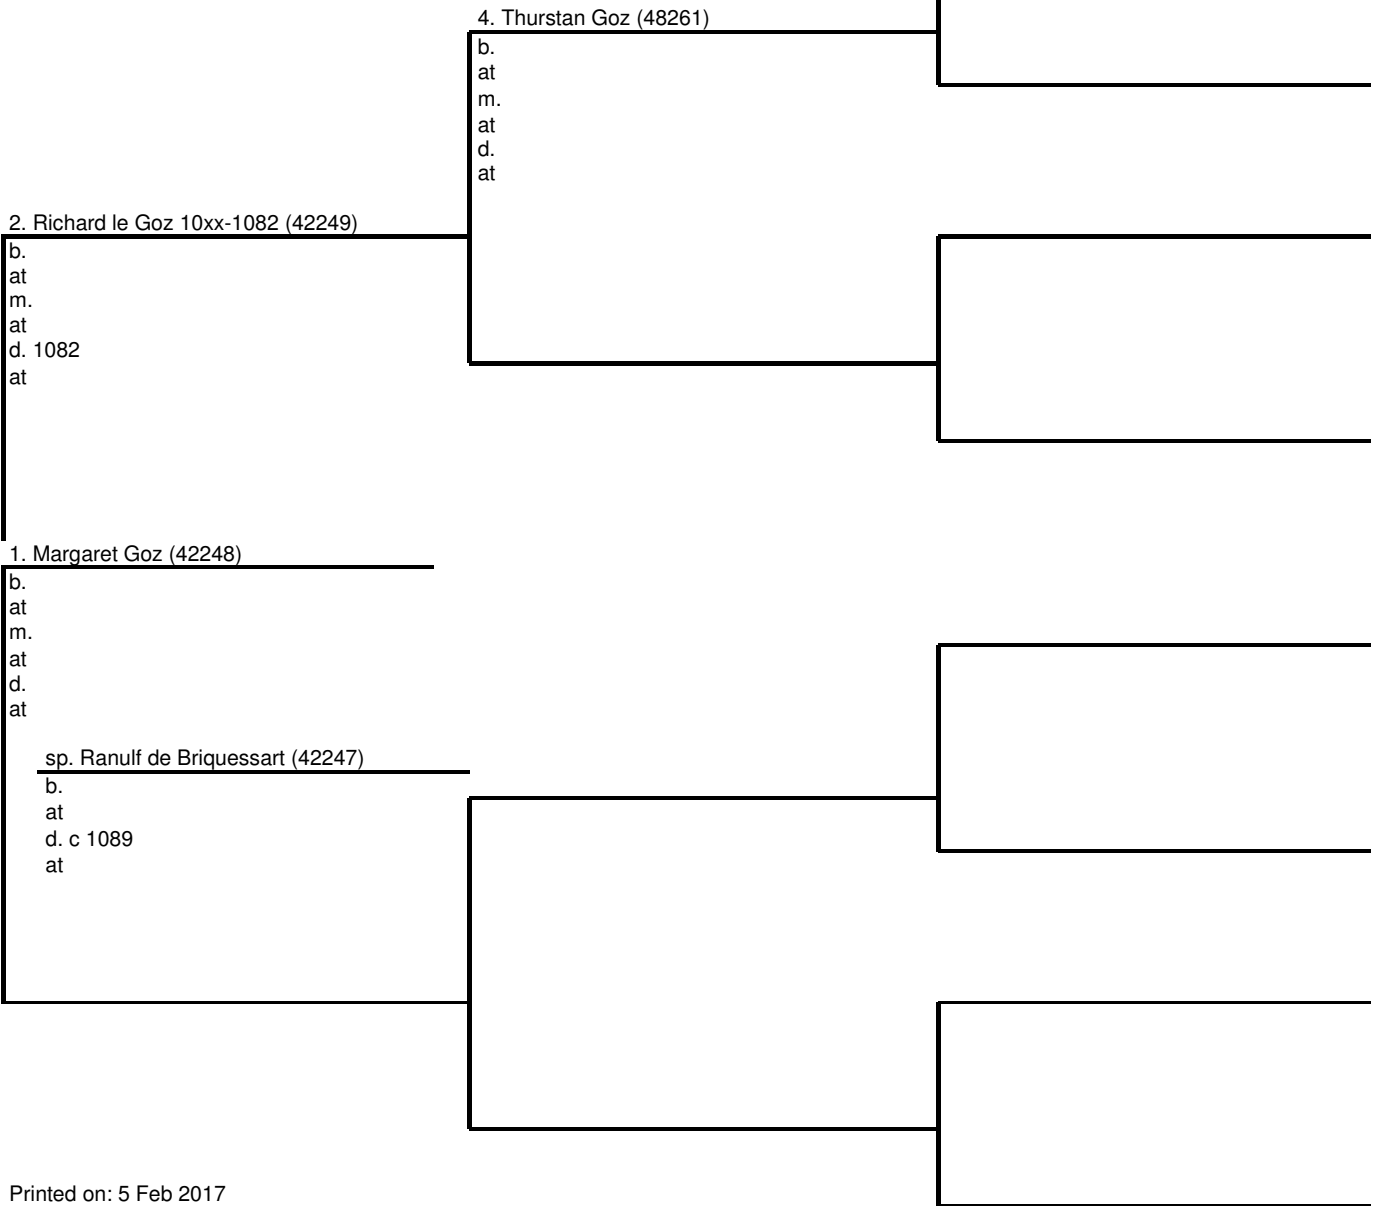 4. Thurstan Goz (48261)
b.
at
m.
at
d.
at
2. Richard le Goz 10xx-1082 (42249)
b.
at
m.
at
d. 1082
at
1. Margaret Goz (42248)
b.
at
m.
at
d.
at
sp. Ranulf de Briquessart (42247)
b.
at
d. c 1089
at
Printed on: 5 Feb 2017